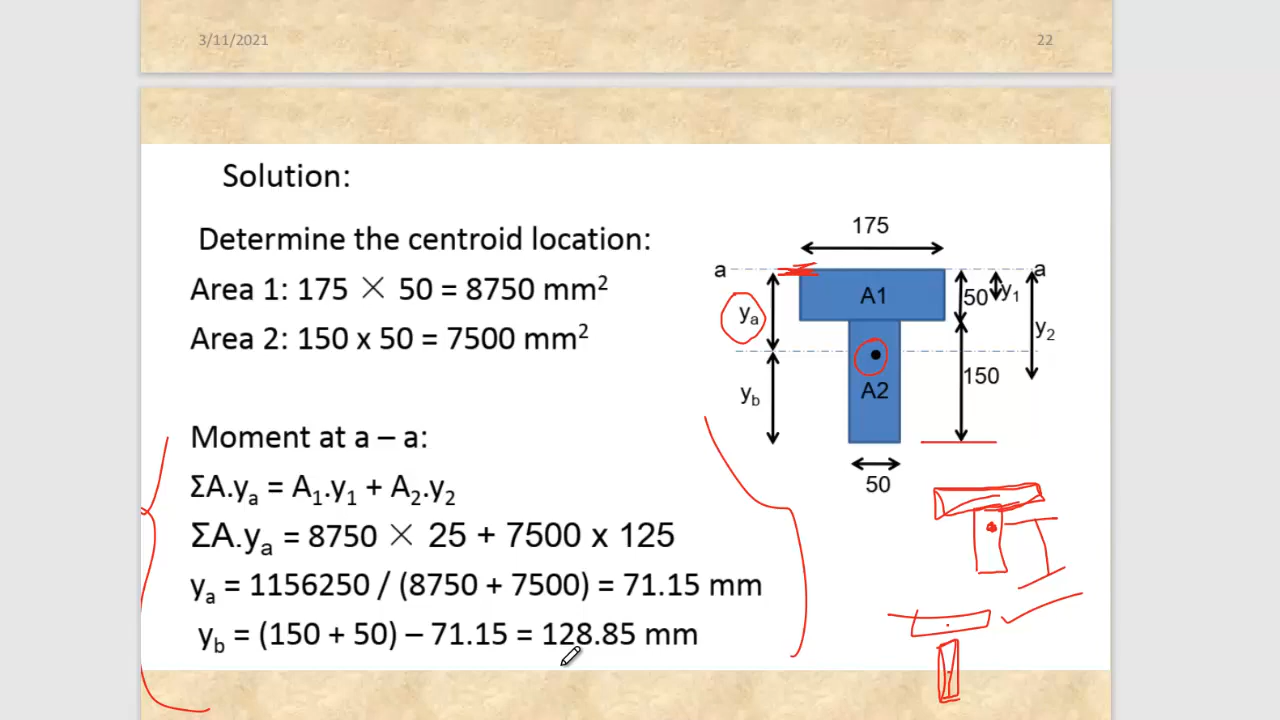 3/11/2021
22
Solution:
Determine the centroid location:
Area 1: 175 × 50 = 8750 mm²
Area 2: 150 x 50 = 7500 mm²
Moment at a – a:
ΣA.yₐ = A₁.y₁ + A₂.y₂
ΣA.yₐ = 8750 × 25 + 7500 x 125
yₐ = 1156250 / (8750 + 7500) = 71.15 mm
y_b = (150 + 50) – 71.15 = 128.85 mm
175
a
a
A1
50
y₁
yₐ
y₂
A2
150
y_b
50